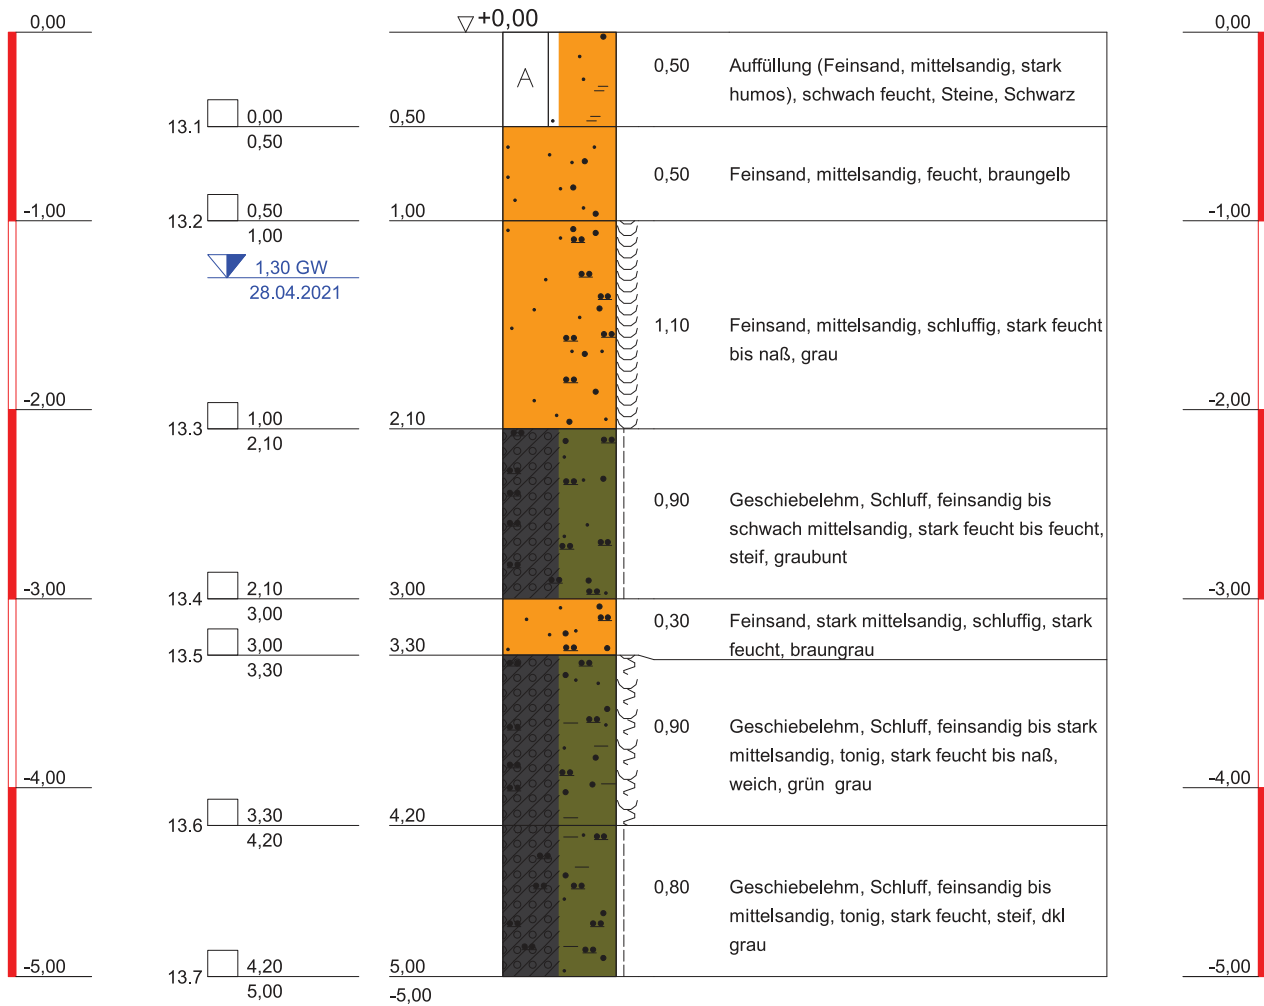 +0,00
0,00
0,00
A
0,50
Auffüllung (Feinsand, mittelsandig, stark
humos), schwach feucht, Steine, Schwarz
13.1
0,00
0,50
0,50
0,50
Feinsand, mittelsandig, feucht, braungelb
-1,00
13.2
0,50
1,00
1,00
-1,00
1,30 GW
28.04.2021
1,10
Feinsand, mittelsandig, schluffig, stark feucht
bis naß, grau
-2,00
-2,00
13.3
1,00
2,10
2,10
0,90
Geschiebelehm, Schluff, feinsandig bis
schwach mittelsandig, stark feucht bis feucht,
steif, graubunt
-3,00
13.4
2,10
3,00
3,00
-3,00
0,30
Feinsand, stark mittelsandig, schluffig, stark
feucht, braungrau
13.5
3,00
3,30
3,30
0,90
Geschiebelehm, Schluff, feinsandig bis stark
mittelsandig, tonig, stark feucht bis naß,
weich, grün  grau
-4,00
-4,00
13.6
3,30
4,20
4,20
0,80
Geschiebelehm, Schluff, feinsandig bis
mittelsandig, tonig, stark feucht, steif, dkl
grau
-5,00
13.7
4,20
5,00
5,00
-5,00
-5,00